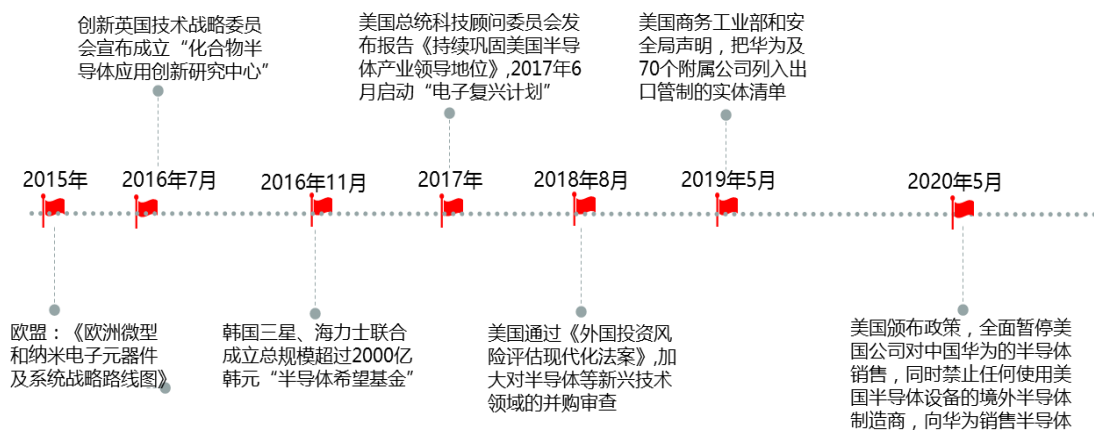 创新英国技术战略委员
会宣布成立“化合物半
导体应用创新研究中心”
美国总统科技顾问委员会发
布报告《持续巩固美国半导
体产业领导地位》,2017年6
月启动“电子复兴计划”
美国商务工业部和安
全局声明，把华为及
70个附属公司列入出
口管制的实体清单
2015年
2016年7月
2016年11月
2017年
2018年8月
2019年5月
2020年5月
欧盟：《欧洲微型
和纳米电子元器件
及系统战略路线图》
韩国三星、海力士联合
成立总规模超过2000亿
韩元“半导体希望基金”
美国通过《外国投资风
险评估现代化法案》,加
大对半导体等新兴技术
领域的并购审查
美国颁布政策，全面暂停美
国公司对中国华为的半导体
销售，同时禁止任何使用美
国半导体设备的境外半导体
制造商，向华为销售半导体